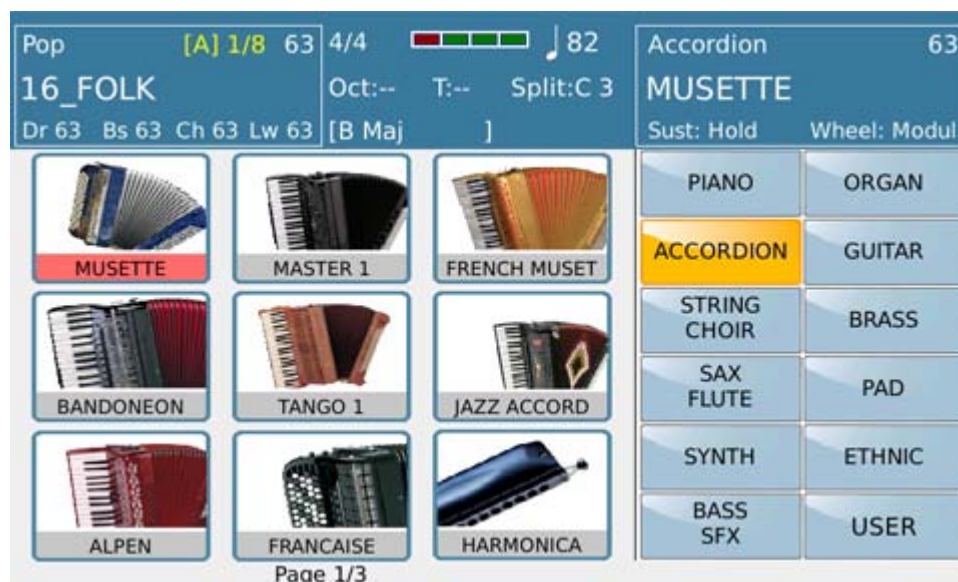 Pop [A] 1/8 63
16_FOLK
Dr 63 Bs 63 Ch 63 Lw 63
4/4 82
Oct:-- T:-- Split:C 3
[B Maj ]
Accordion 63
MUSETTE
Sust: Hold Wheel: Modul
MUSETTE
MASTER 1
FRENCH MUSET
BANDONEON
TANGO 1
JAZZ ACCORD
ALPEN
FRANCAISE
HARMONICA
Page 1/3
PIANO
ORGAN
ACCORDION
GUITAR
STRING
CHOIR
BRASS
SAX
FLUTE
PAD
SYNTH
ETHNIC
BASS
SFX
USER